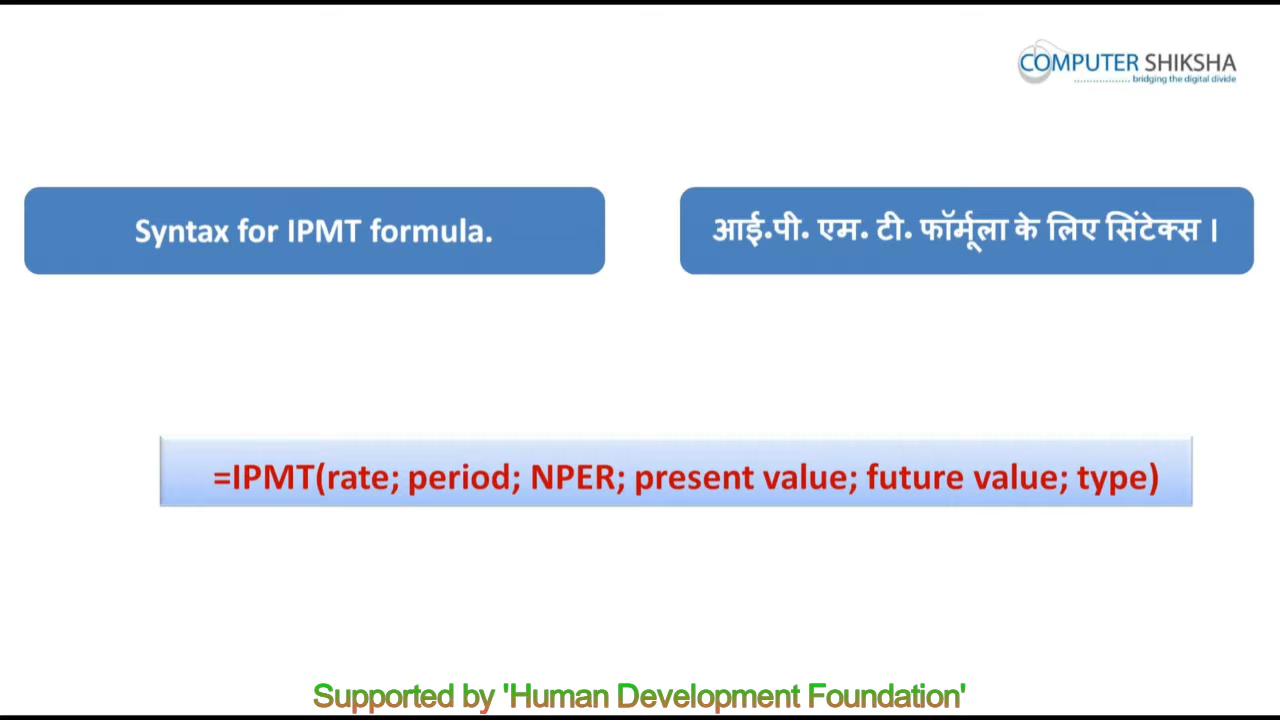 COMPUTER SHIKSHA
.................. bridging the digital divide
Syntax for IPMT formula.
आई.पी. एम. टी. फॉर्मूला के लिए सिंटेक्स ।
=IPMT(rate; period; NPER; present value; future value; type)
Supported by 'Human Development Foundation'